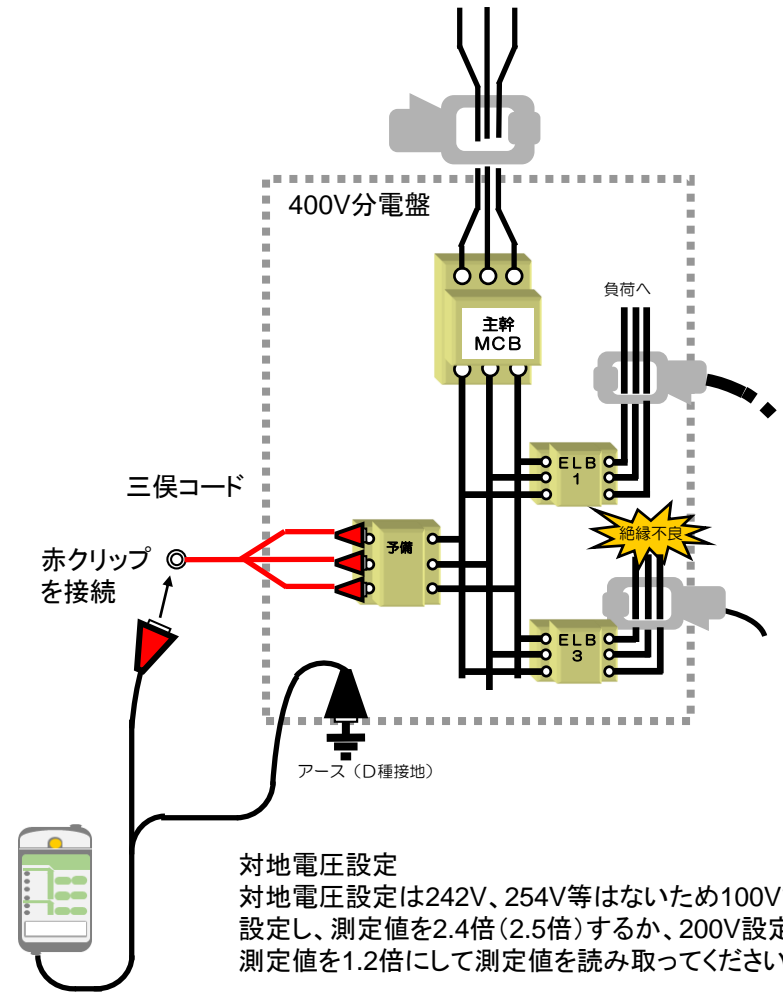 400V分電盤
負荷へ
主幹
MCB
ELB
1
三俣コード
予備
絶縁不良
赤クリップ
を接続
ELB
3
アース（D種接地）
対地電圧設定
対地電圧設定は242V、254V等はないため100V
設定し、測定値を2.4倍（2.5倍）するか、200V設定
測定値を1.2倍にして測定値を読み取ってください